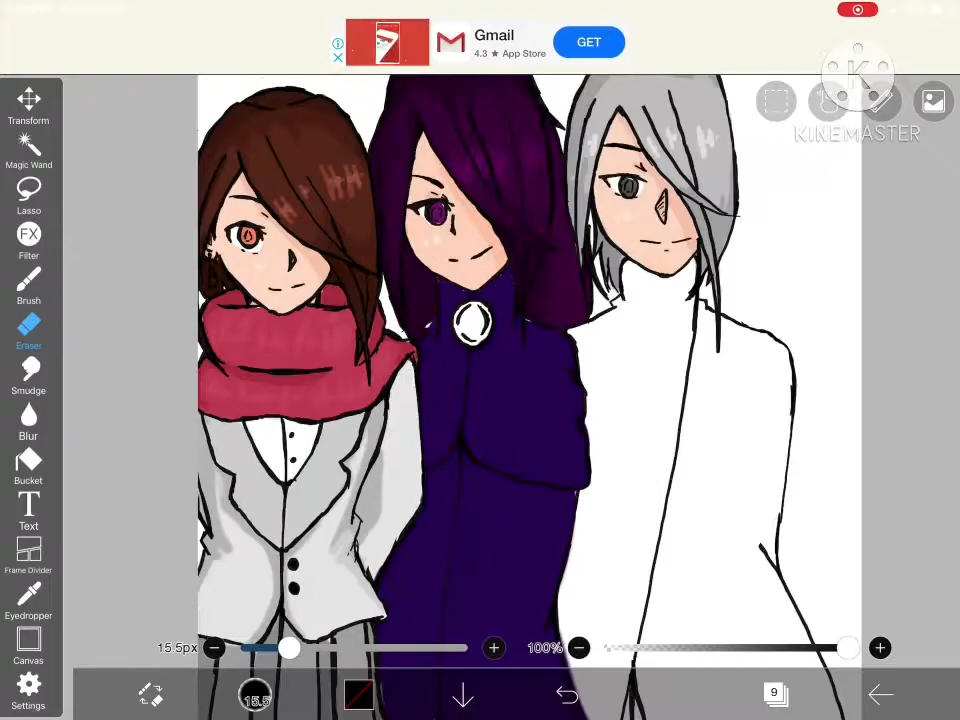 Gmail
4.3 ★ App Store
GET
KINEMASTER
Transform
Magic Wand
Lasso
FX
Filter
Brush
Eraser
Smudge
Blur
Bucket
T
Text
Frame Divider
Eyedropper
Canvas
Settings
15.5px
100%
15.5
9